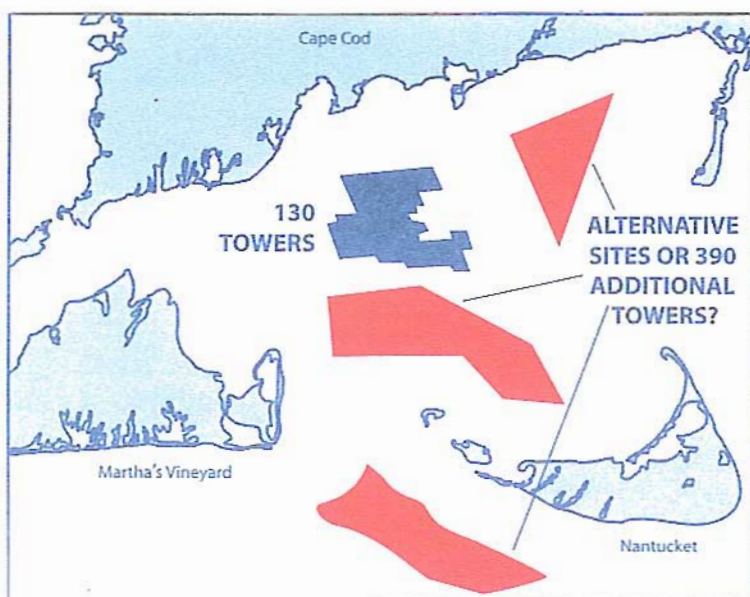 Cape Cod
130
TOWERS
ALTERNATIVE
SITES OR 390
ADDITIONAL
TOWERS?
Martha's Vineyard
Nantucket